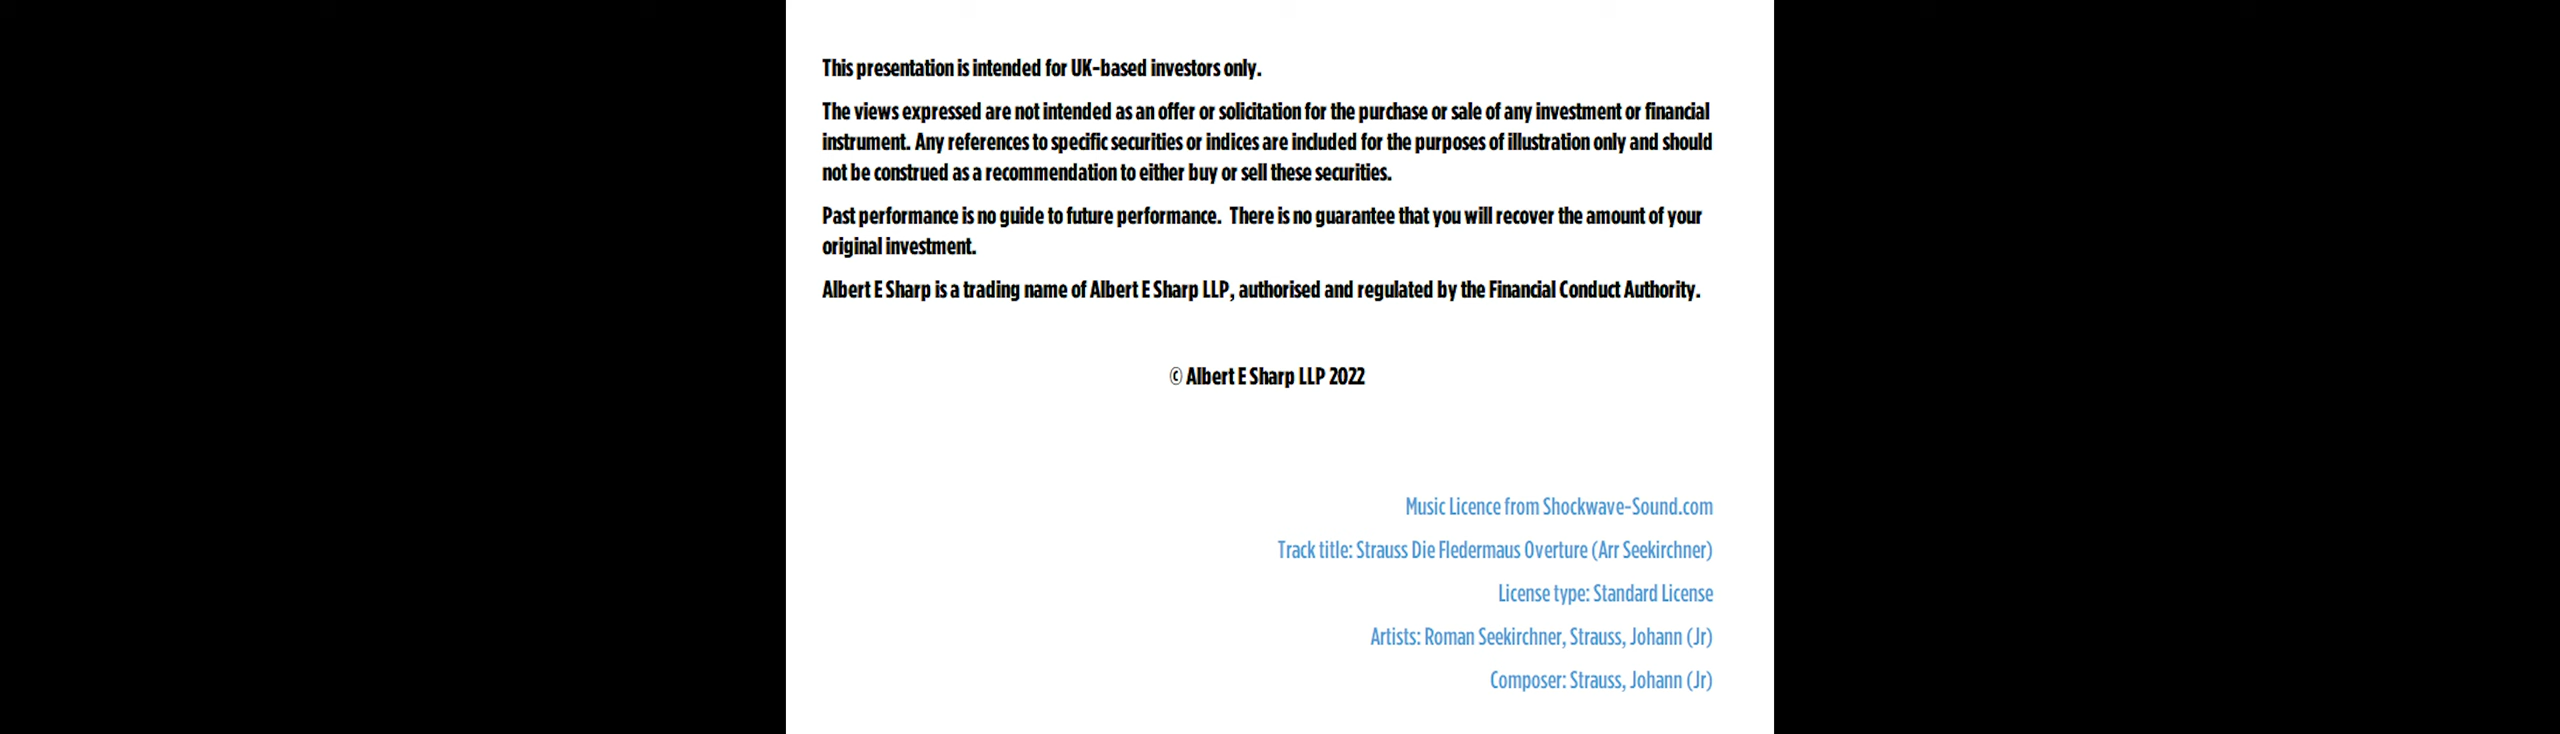 This presentation is intended for UK-based investors only.
The views expressed are not intended as an offer or solicitation for the purchase or sale of any investment or financial
instrument. Any references to specific securities or indices are included for the purposes of illustration only and should
not be construed as a recommendation to either buy or sell these securities.
Past performance is no guide to future performance.  There is no guarantee that you will recover the amount of your
original investment.
Albert E Sharp is a trading name of Albert E Sharp LLP, authorised and regulated by the Financial Conduct Authority.
© Albert E Sharp LLP 2022
Music Licence from Shockwave-Sound.com
Track title: Strauss Die Fledermaus Overture (Arr Seekirchner)
License type: Standard License
Artists: Roman Seekirchner, Strauss, Johann (Jr)
Composer: Strauss, Johann (Jr)